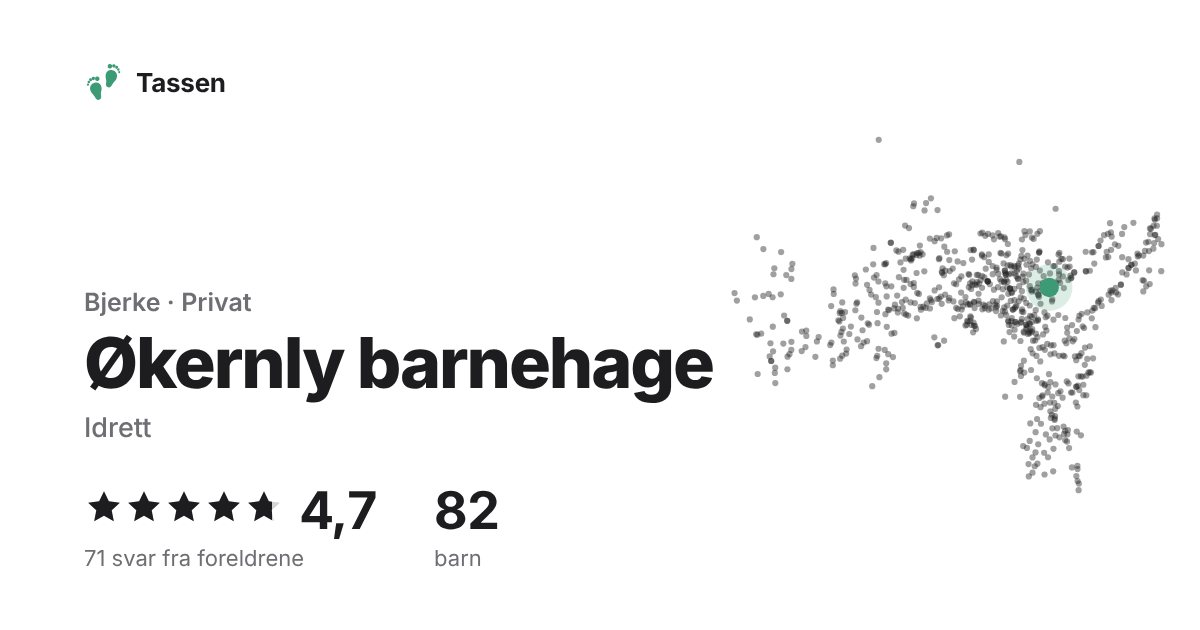 Tassen
Bjerke · Privat
Økernly barnehage
Idrett
4,7
82
71 svar fra foreldrene
barn